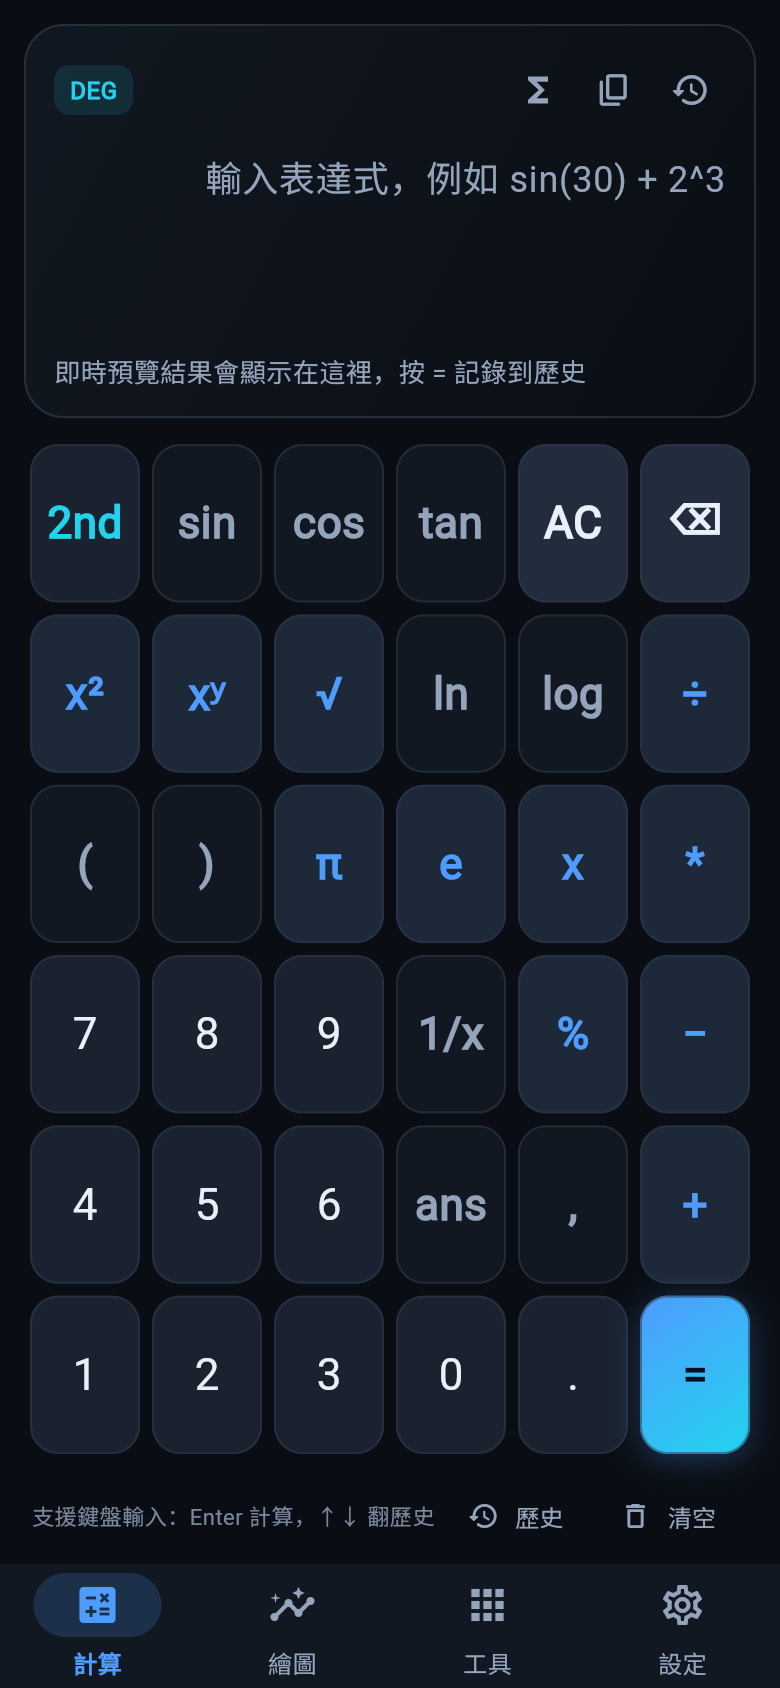 DEG
輸入表達式，例如 sin(30) + 2^3
即時預覽結果會顯示在這裡，按 = 記錄到歷史
2nd sin cos tan AC
x² xʸ √ ln log ÷
( ) π e x *
7 8 9 1/x % −
4 5 6 ans , +
1 2 3 0 . =
支援鍵盤輸入：Enter 計算，↑↓ 翻歷史 歷史 清空
計算 繪圖 工具 設定